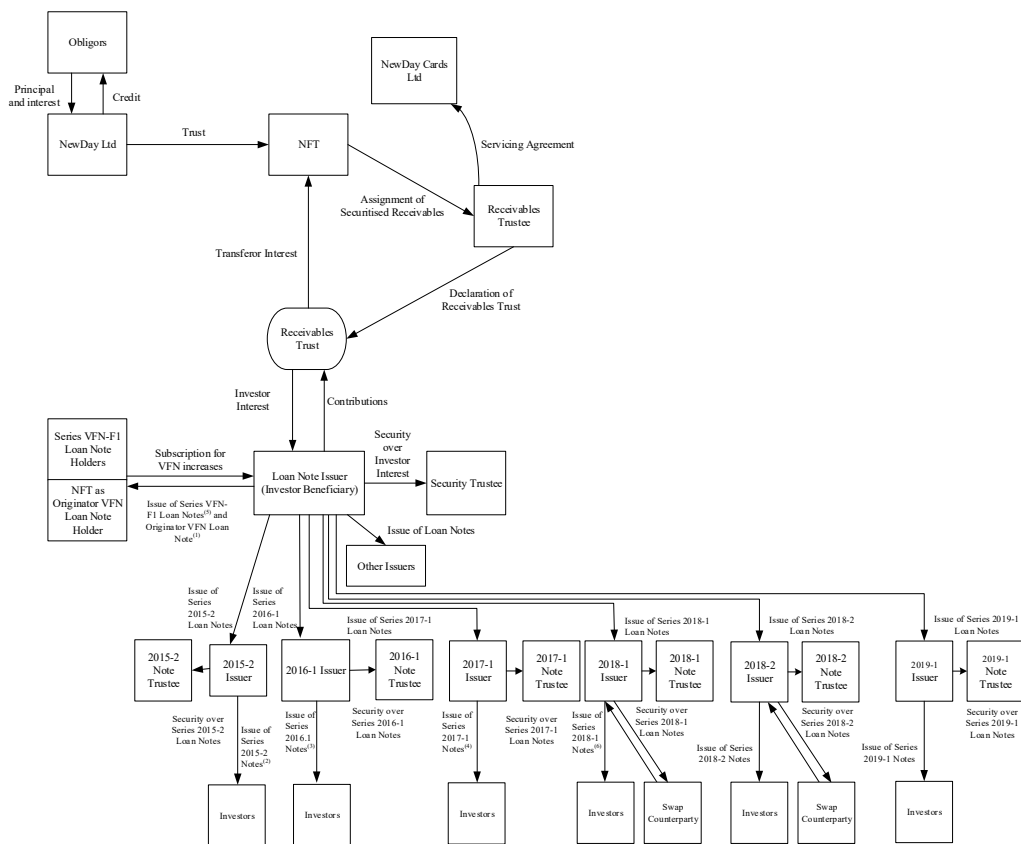 Obligors
NewDay Cards
Ltd
Principal
and interest
Credit
NewDay Ltd
Trust
NFT
Servicing Agreement
Assignment of
Securitised Receivables
Receivables
Trustee
Transferor Interest
Declaration of
Receivables Trust
Receivables
Trust
Investor
Interest
Contributions
Series VFN-F1
Loan Note
Holders
Subscription for
VFN increases
Security
over
Investor
Interest
Loan Note Issuer
(Investor Beneficiary)
Security Trustee
NFT as
Originator VFN
Loan Note
Holder
Issue of Series VFN-
F1 Loan Notes(5) and
Originator VFN Loan
Note(1)
Issue of Loan Notes
Other Issuers
Issue of
Series
2015-2
Loan Notes
Issue of
Series
2016-1
Loan Notes
Issue of Series 2017-1
Loan Notes
Issue of Series 2018-1
Loan Notes
Issue of Series 2018-2
Loan Notes
Issue of Series 2019-1
Loan Notes
2015-2
Note
Trustee
2015-2
Issuer
2016-1 Issuer
2016-1
Note
Trustee
2017-1
Issuer
2017-1
Note
Trustee
2018-1
Issuer
2018-1
Note
Trustee
2018-2
Issuer
2018-2
Note
Trustee
2019-1
Issuer
2019-1
Note
Trustee
Security over
Series 2015-2
Loan Notes
Issue of
Series
2015-2
Notes(2)
Issue of
Series
2016.1
Notes(3)
Security over
Series 2016-1
Loan Notes
Issue of
Series
2017-1
Notes(4)
Security over
Series 2017-1
Loan Notes
Issue of
Series
2018-1
Notes(6)
Security over
Series 2018-1
Loan Notes
Issue of Series
2018-2 Notes
Security over
Series 2018-2
Loan Notes
Issue of Series
2019-1 Notes
Security over
Series 2019-1
Loan Notes
Investors
Investors
Investors
Investors
Swap
Counterparty
Investors
Swap
Counterparty
Investors